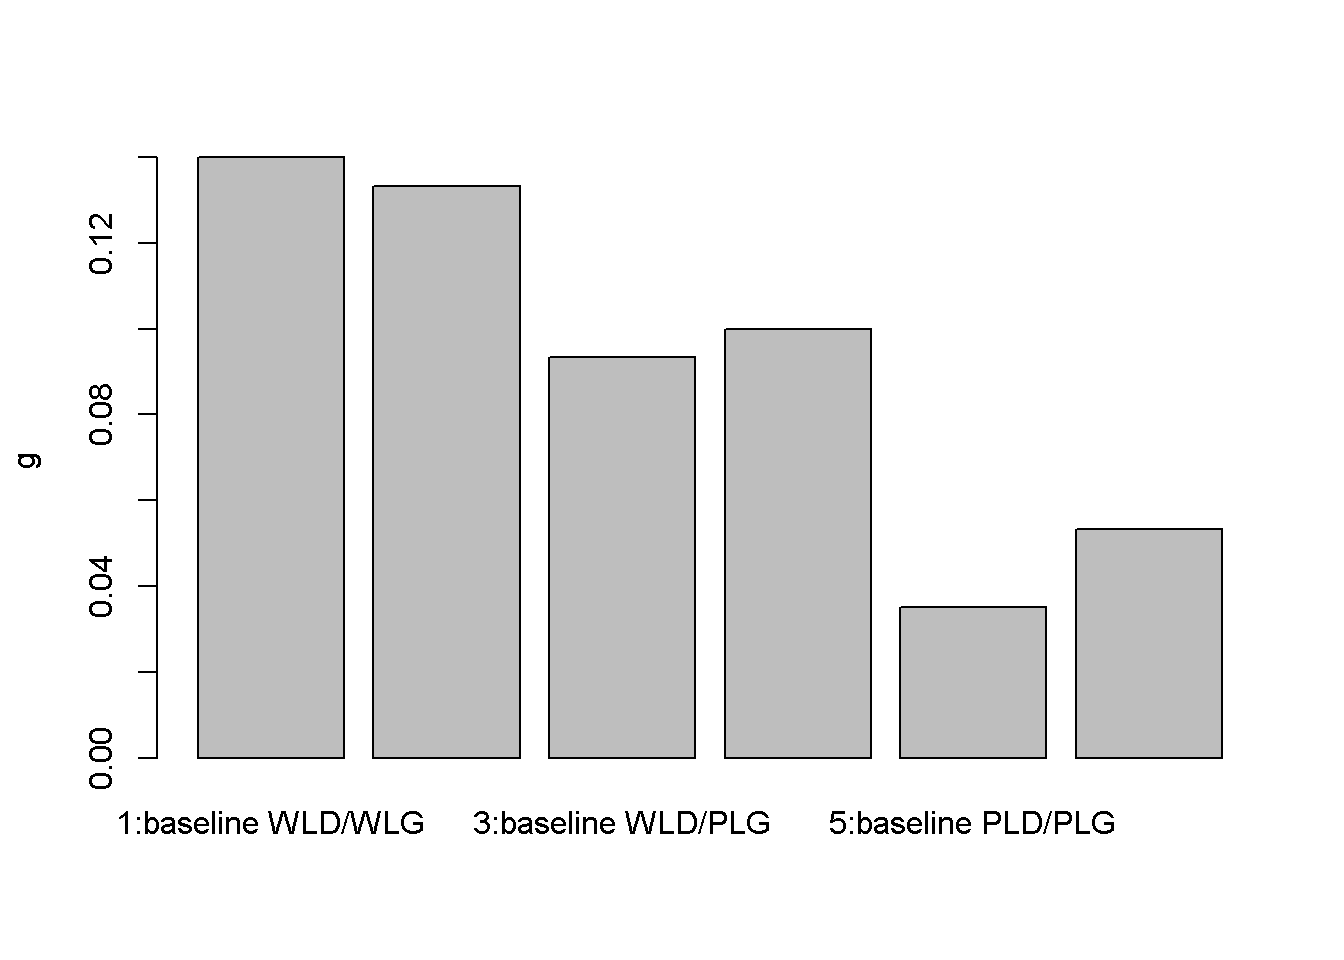 g
0.12
0.08
0.04
0.00
1:baseline WLD/WLG
3:baseline WLD/PLG
5:baseline PLD/PLG